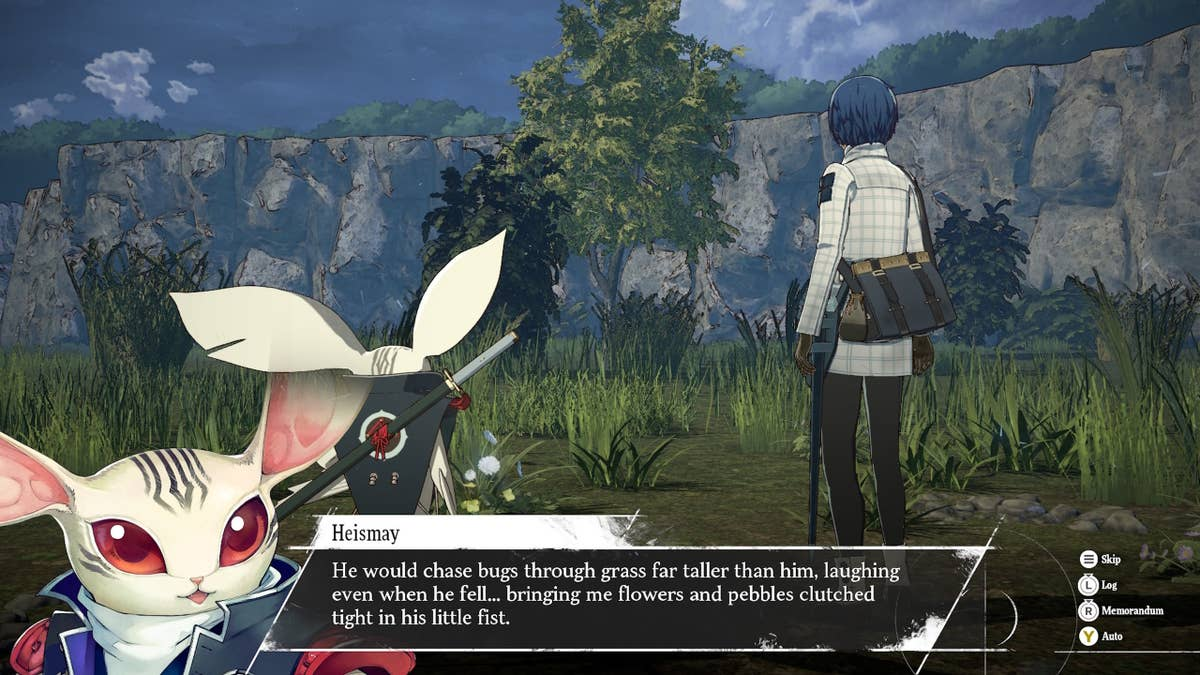 Heismay
He would chase bugs through grass far taller than him, laughing
even when he fell... bringing me flowers and pebbles clutched
tight in his little fist.
Skip
L Log
R Memorandum
Y Auto